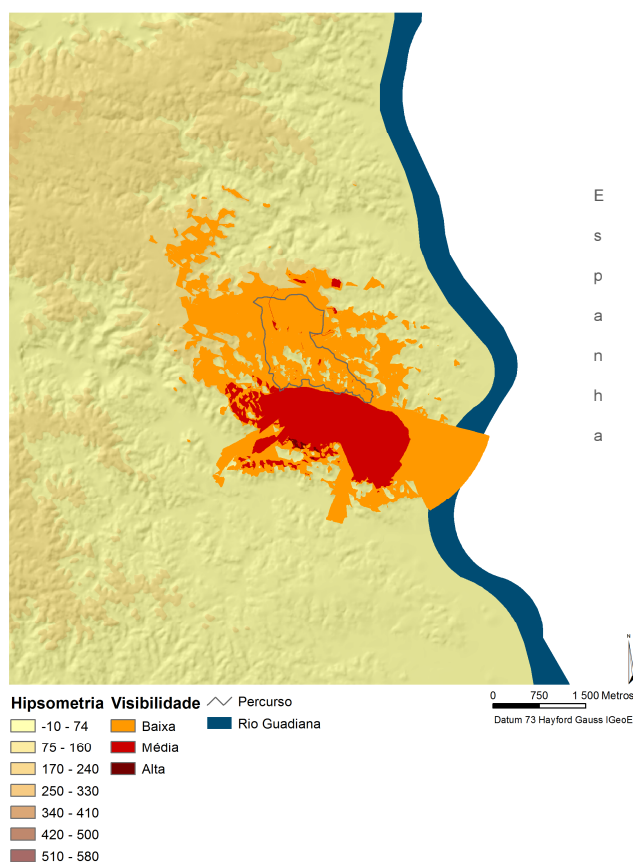 E
s
p
a
n
h
a
N
Hipsometria Visibilidade Percurso
-10 - 74 Baixa Rio Guadiana
75 - 160 Média
170 - 240 Alta
250 - 330
340 - 410
420 - 500
510 - 580
0 750 1 500 Metros
Datum 73 Hayford Gauss IGeoE